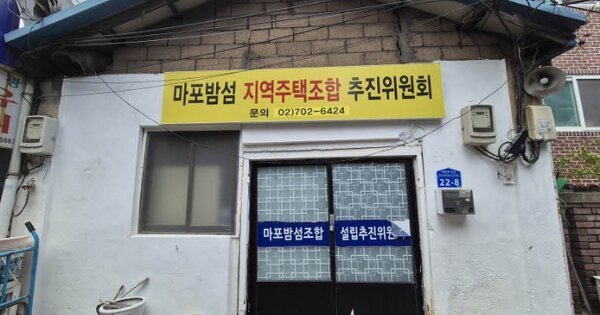 마포밤섬 지역주택조합 추진위원회
문의 02)702-6424
22-8
마포밤섬조합 설립추진위원